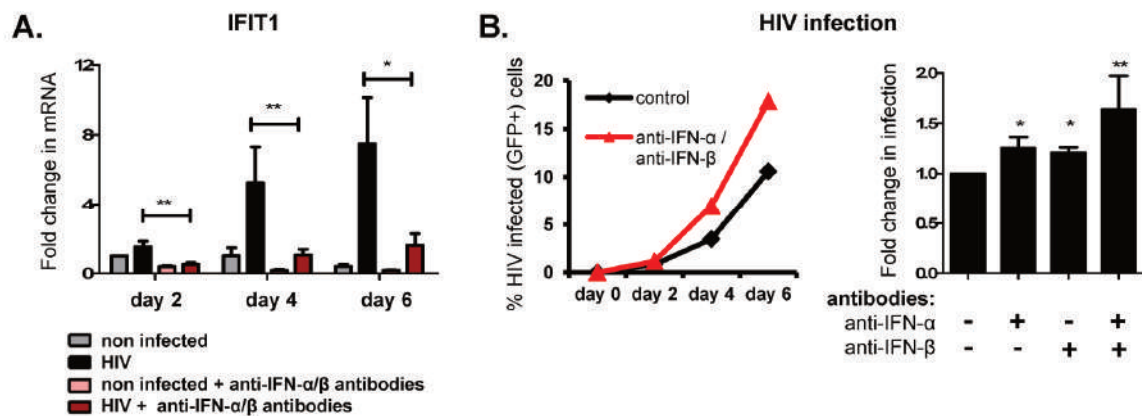 A.
IFIT1
Fold change in mRNA
12
8
4
0
**
**
*
day 2
day 4
day 6
non infected
HIV
non infected + anti-IFN-α/β antibodies
HIV + anti-IFN-α/β antibodies
B.
HIV infection
% HIV infected (GFP+) cells
20
15
10
5
0
control
anti-IFN-α /
anti-IFN-β
day 0 day 2 day 4 day 6
Fold change in infection
2.0
1.5
1.0
0.0
*
*
**
antibodies:
anti-IFN-α - + - +
anti-IFN-β - - + +